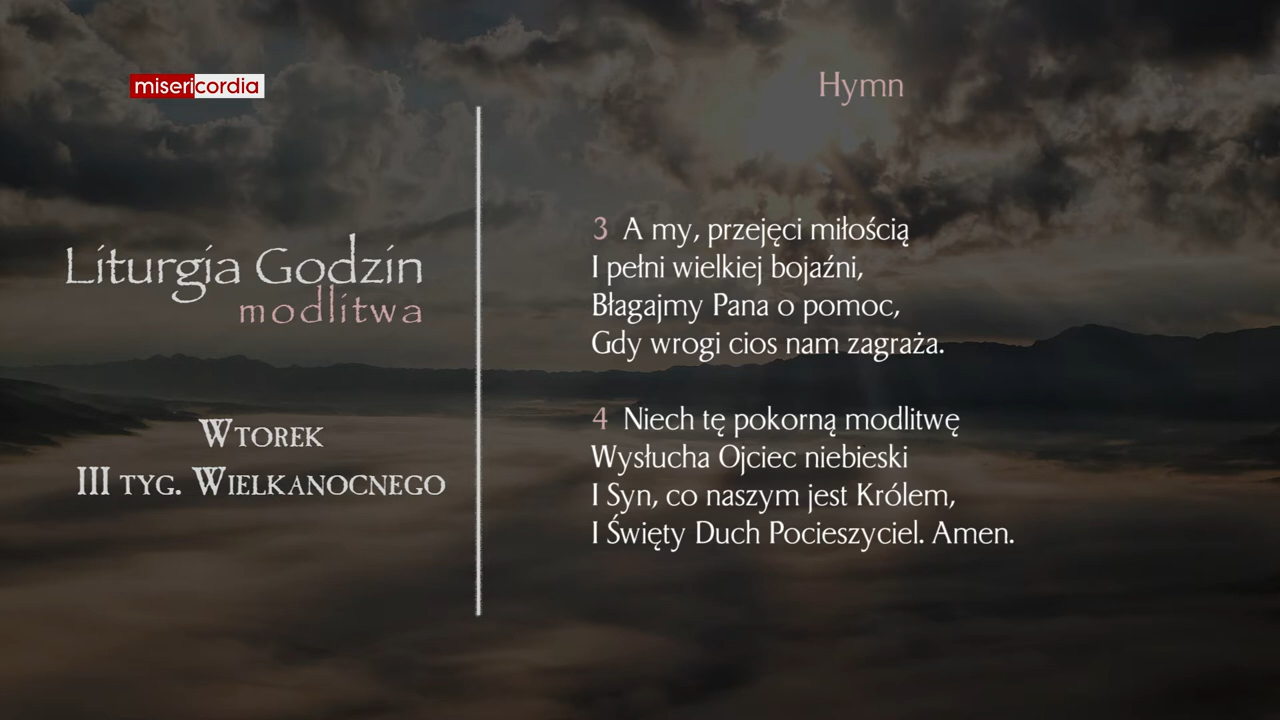 misericordia
Liturgia Godzin
modlitwa
Wtorek
III tyg. Wielkanocnego
Hymn
3 A my, przejęci miłością
I pełni wielkiej bojaźni,
Błagajmy Pana o pomoc,
Gdy wrogi cios nam zagraża.
4 Niech tę pokorną modlitwę
Wysłucha Ojciec niebieski
I Syn, co naszym jest Królem,
I Święty Duch Pocieszyciel. Amen.